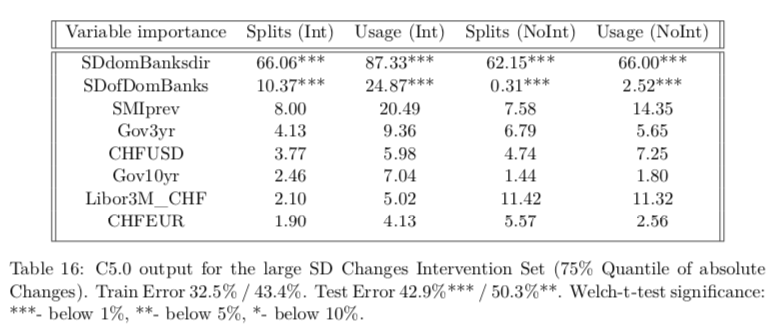 Variable importance Splits (Int) Usage (Int) Splits (NoInt) Usage (NoInt)
SDdomBanksdir 66.06*** 87.33*** 62.15*** 66.00***
SDofDomBanks 10.37*** 24.87*** 0.31*** 2.52***
SMIprev 8.00 20.49 7.58 14.35
Gov3yr 4.13 9.36 6.79 5.65
CHFUSD 3.77 5.98 4.74 7.25
Gov10yr 2.46 7.04 1.44 1.80
Libor3M_CHF 2.10 5.02 11.42 11.32
CHFEUR 1.90 4.13 5.57 2.56
Table 16: C5.0 output for the large SD Changes Intervention Set (75% Quantile of absolute
Changes). Train Error 32.5% / 43.4%. Test Error 42.9%*** / 50.3%**. Welch-t-test significance:
***- below 1%, **- below 5%, *- below 10%.